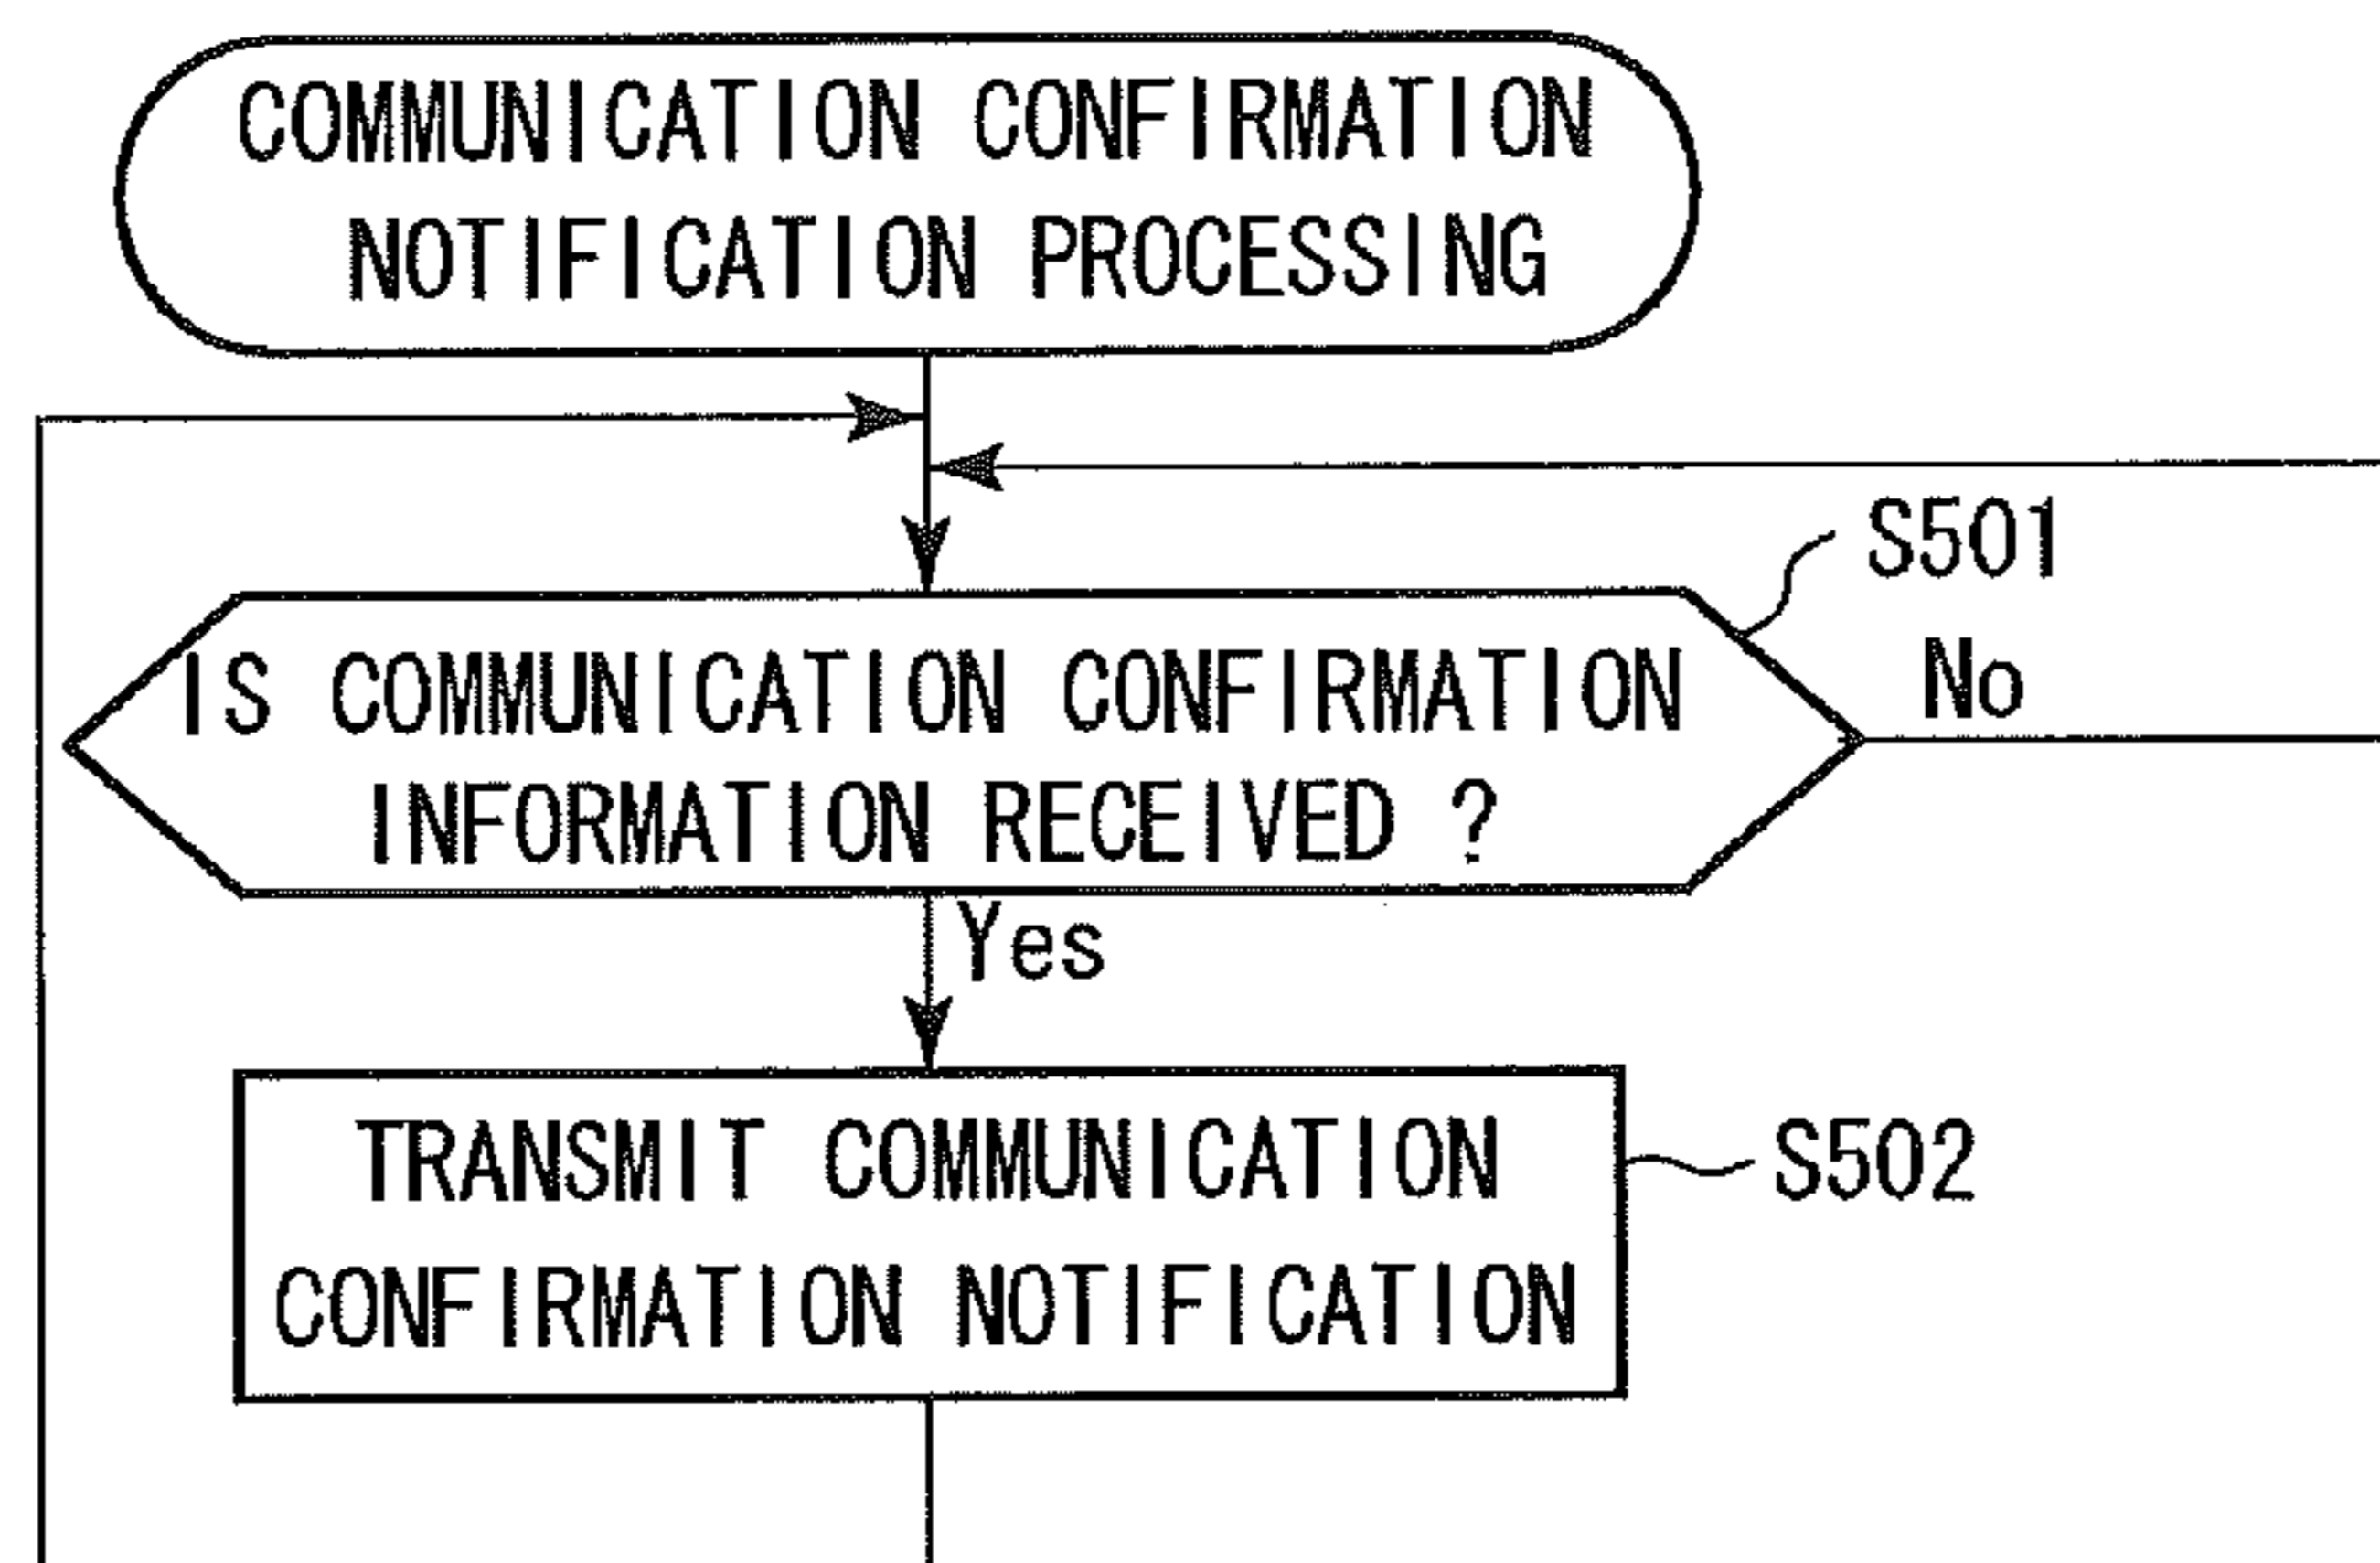 COMMUNICATION CONFIRMATION
NOTIFICATION PROCESSING
S501
IS COMMUNICATION CONFIRMATION
INFORMATION RECEIVED ?
No
Yes
TRANSMIT COMMUNICATION
CONFIRMATION NOTIFICATION
S502